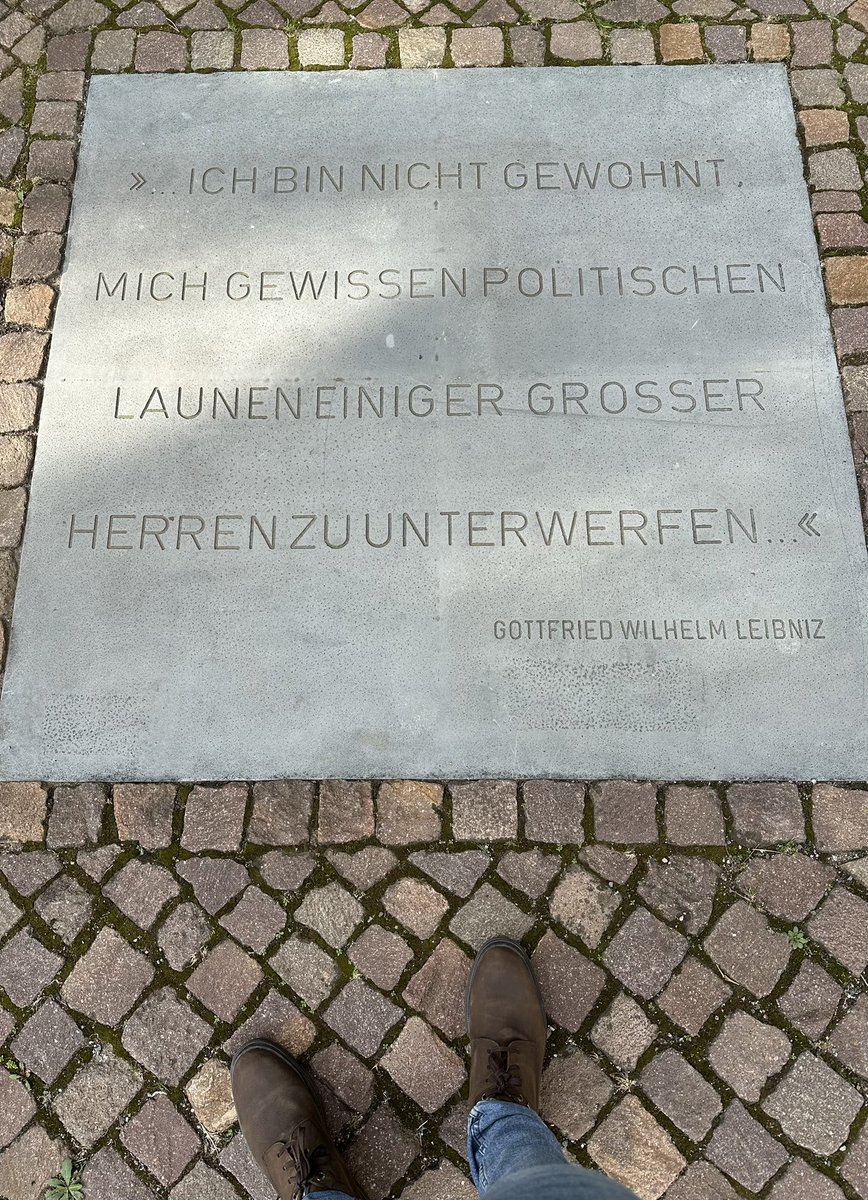 »... ICH BIN NICHT GEWOHNT,
MICH GEWISSEN POLITISCHEN
LAUNEN EINIGER GROSSER
HERREN ZU UNTERWERFEN...«
GOTTFRIED WILHELM LEIBNIZ